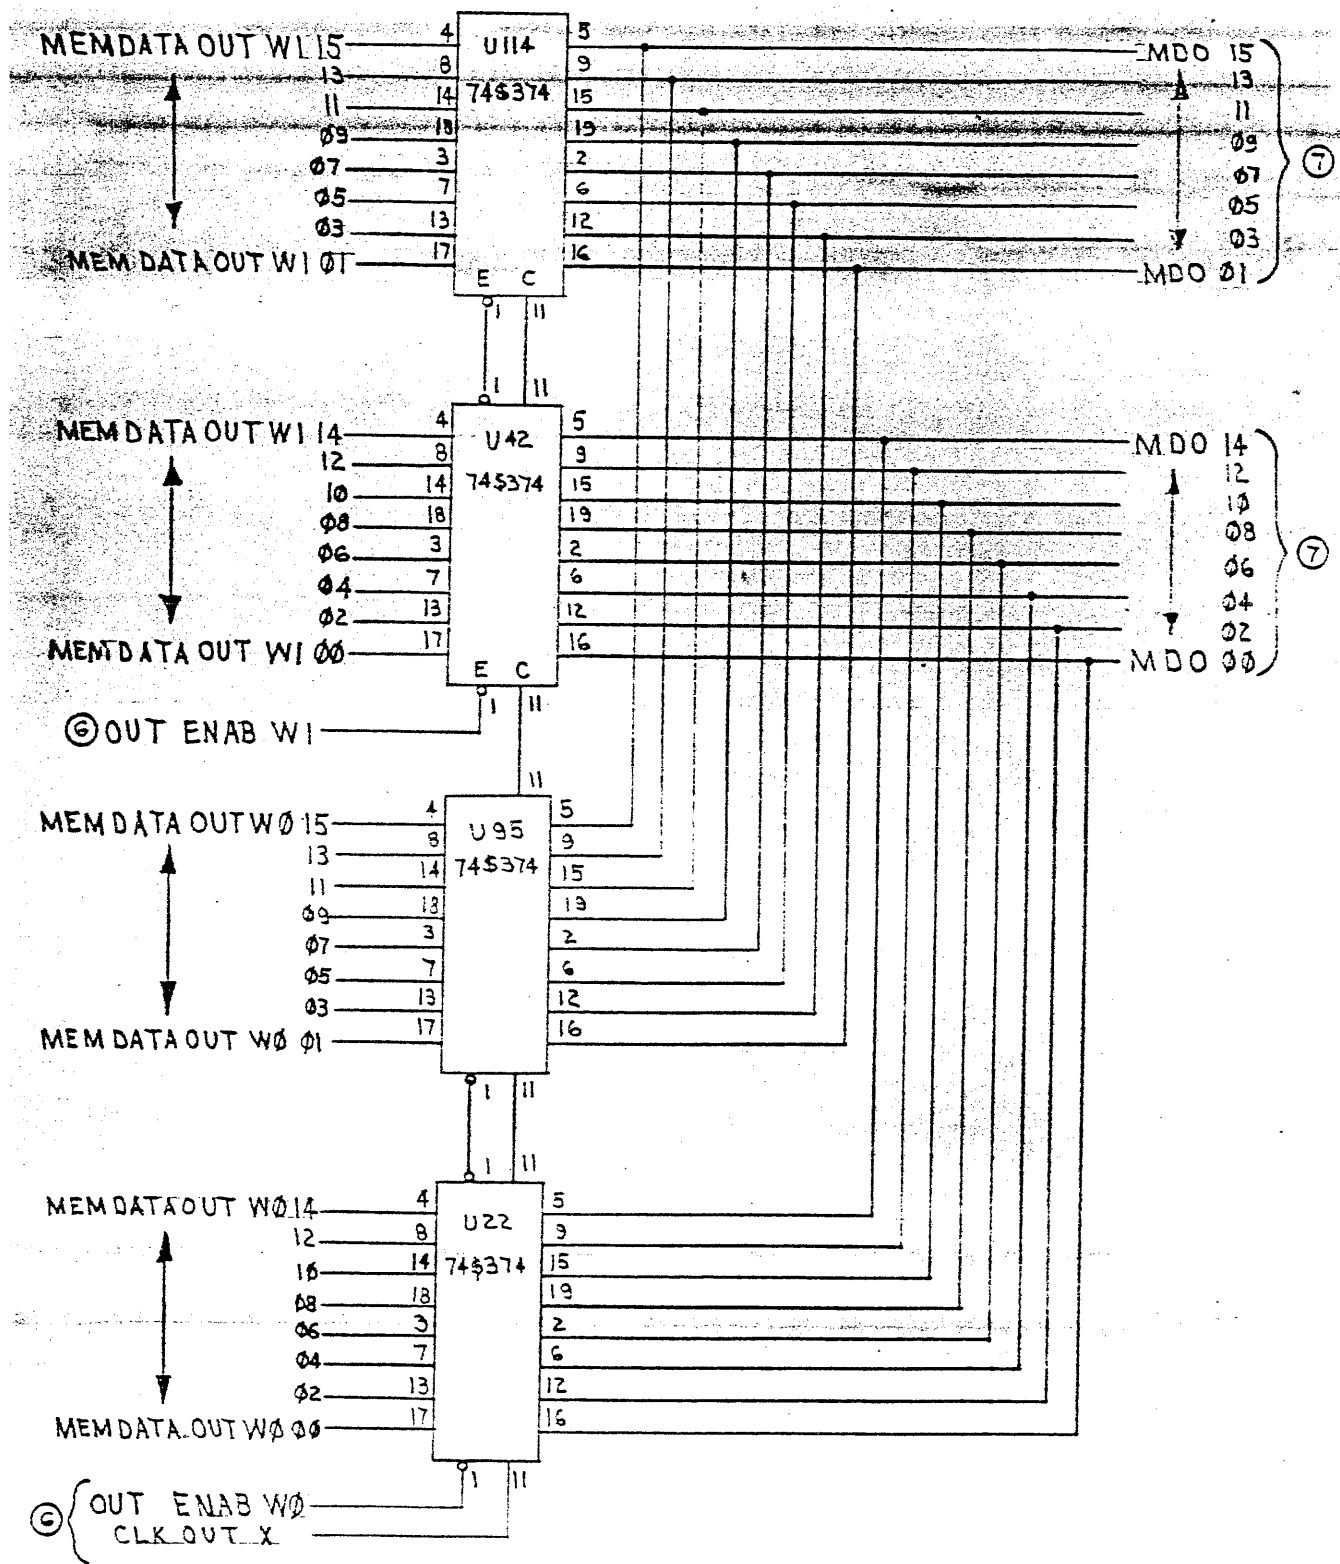 MEMDATA OUT W1 15 4 U114 5 MDO 15
13 8 74S374 9 13
11 14 15 11
Ø9 18 19 Ø9
Ø7 3 2 Ø7 ⑦
Ø5 7 6 Ø5
Ø3 13 12 Ø3
MEM DATA OUT W1 Ø1 17 16 MDO Ø1
E C
1 11
1 11
MEM DATA OUT W1 14 4 U42 5 MDO 14
12 8 74S374 9 12
1Ø 14 15 1Ø
Ø8 18 19 Ø8
Ø6 3 2 Ø6 ⑦
Ø4 7 6 Ø4
Ø2 13 12 Ø2
MEM DATA OUT W1 ØØ 17 16 MDO ØØ
E C
1 11
⑥ OUT ENAB W1
11
MEM DATA OUT WØ 15 4 U95 5
13 8 74S374 9
11 14 15
Ø9 18 19
Ø7 3 2
Ø5 7 6
Ø3 13 12
MEM DATA OUT WØ Ø1 17 16
1 11
1 11
MEM DATA OUT WØ 14 4 U22 5
12 8 9
1Ø 14 74S374 15
Ø8 18 19
Ø6 3 2
Ø4 7 6
Ø2 13 12
MEM DATA OUT WØ ØØ 17 16
1 11
⑥ OUT ENAB WØ
CLK OUT X